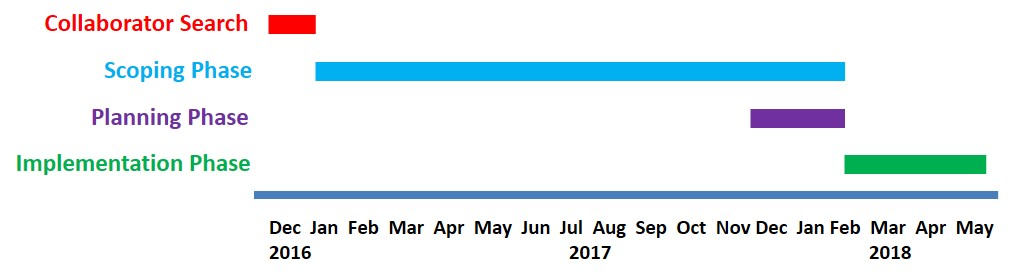 Collaborator Search
Scoping Phase
Planning Phase
Implementation Phase
Dec Jan Feb Mar Apr May Jun Jul Aug Sep Oct Nov Dec Jan Feb Mar Apr May
2016 2017 2018